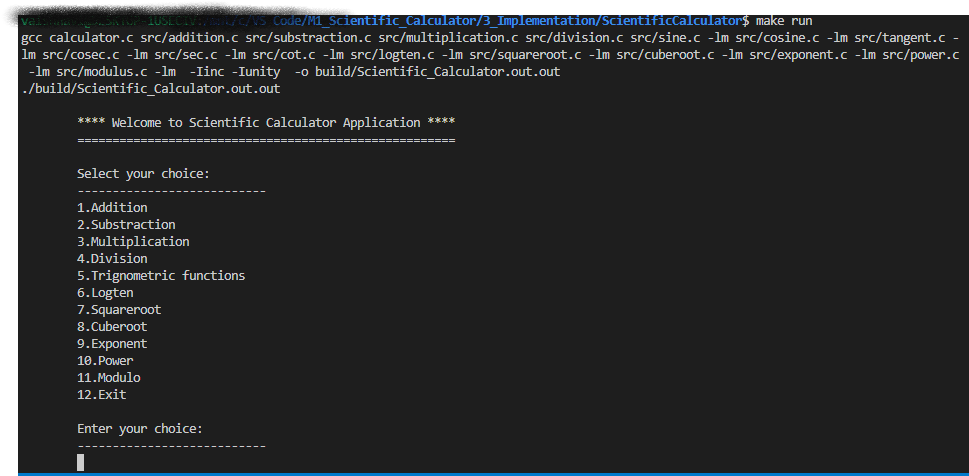 Code/M1_Scientific_Calculator/3_Implementation/ScientificCalculator$ make run
gcc calculator.c src/addition.c src/substraction.c src/multiplication.c src/division.c src/sine.c -lm src/cosine.c -lm src/tangent.c -
lm src/cosec.c -lm src/sec.c -lm src/cot.c -lm src/logten.c -lm src/squareroot.c -lm src/cuberoot.c -lm src/exponent.c -lm src/power.c
-lm src/modulus.c -lm -Iinc -Iunity -o build/Scientific_Calculator.out.out
./build/Scientific_Calculator.out.out
**** Welcome to Scientific Calculator Application ****
======================================================
Select your choice:
---------------------------
1.Addition
2.Substraction
3.Multiplication
4.Division
5.Trignometric functions
6.Logten
7.Squareroot
8.Cuberoot
9.Exponent
10.Power
11.Modulo
12.Exit
Enter your choice:
---------------------------